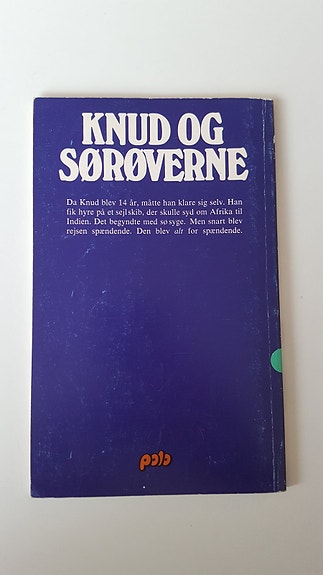 KNUD OG
SØRØVERNE
Da Knud blev 14 år, måtte han klare sig selv. Han
fik hyre på et sejlskib, der skulle syd om Afrika til
Indien. Det begyndte med søsyge. Men snart blev
rejsen spændende. Den blev alt for spændende.
polo